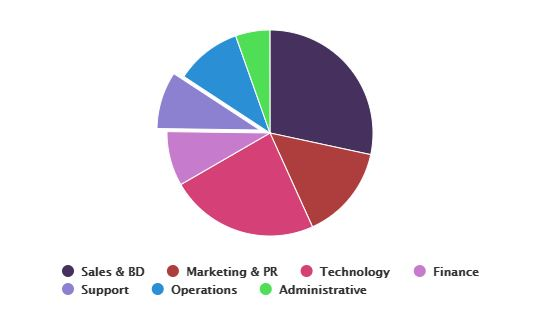 Sales & BD Marketing & PR Technology Finance
Support Operations Administrative